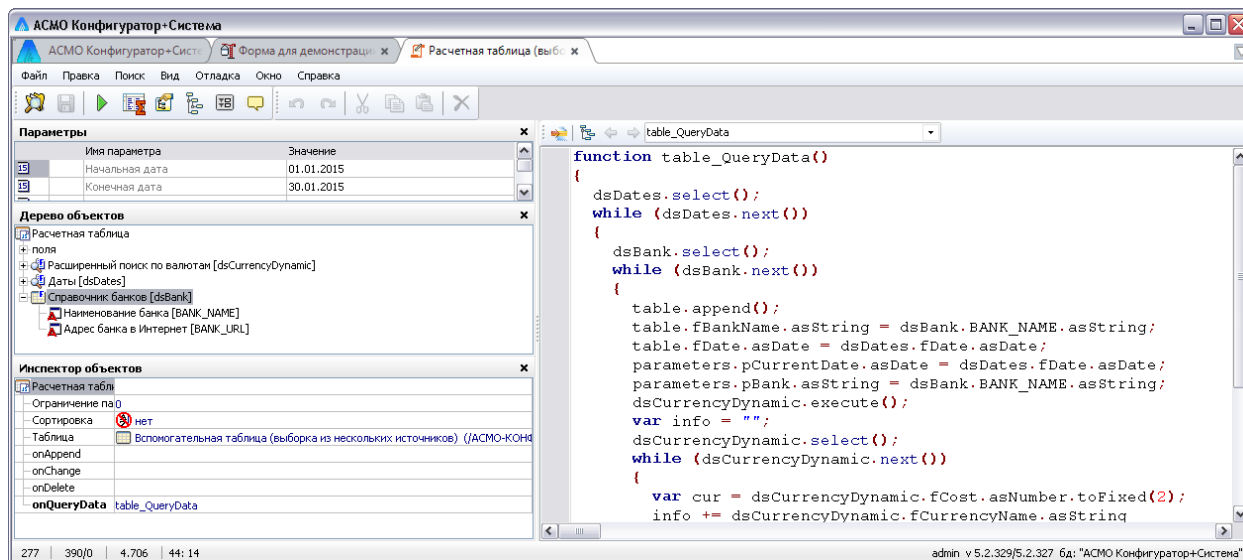 АСМО Конфигуратор+Система
АСМО Конфигуратор+Систе
Форма для демонстраци
Расчетная таблица (выбо
Файл Правка Поиск Вид Отладка Окно Справка
Параметры
Имя параметра Значение
15 Начальная дата 01.01.2015
15 Конечная дата 30.01.2015
Дерево объектов
Расчетная таблица
поля
Расширенный поиск по валютам [dsCurrencyDynamic]
Даты [dsDates]
Справочник банков [dsBank]
Наименование банка [BANK_NAME]
Адрес банка в Интернет [BANK_URL]
Инспектор объектов
Расчетная табли
Ограничение па 0
Сортировка нет
Таблица Вспомогательная таблица (выборка из нескольких источников) (/АСМО-КОНФ
onAppend
onChange
onDelete
onQueryData table_QueryData
table_QueryData
function table_QueryData()
{
dsDates.select();
while (dsDates.next())
{
dsBank.select();
while (dsBank.next())
{
table.append();
table.fBankName.asString = dsBank.BANK_NAME.asString;
table.fDate.asDate = dsDates.fDate.asDate;
parameters.pCurrentDate.asDate = dsDates.fDate.asDate;
parameters.pBank.asString = dsBank.BANK_NAME.asString;
dsCurrencyDynamic.execute();
var info = "";
dsCurrencyDynamic.select();
while (dsCurrencyDynamic.next())
{
var cur = dsCurrencyDynamic.fCost.asNumber.toFixed(2);
info += dsCurrencyDynamic.fCurrencyName.asString
277 390/0 4.706 44: 14 admin v 5.2.329/5.2.327 бд: "АСМО Конфигуратор+Система"